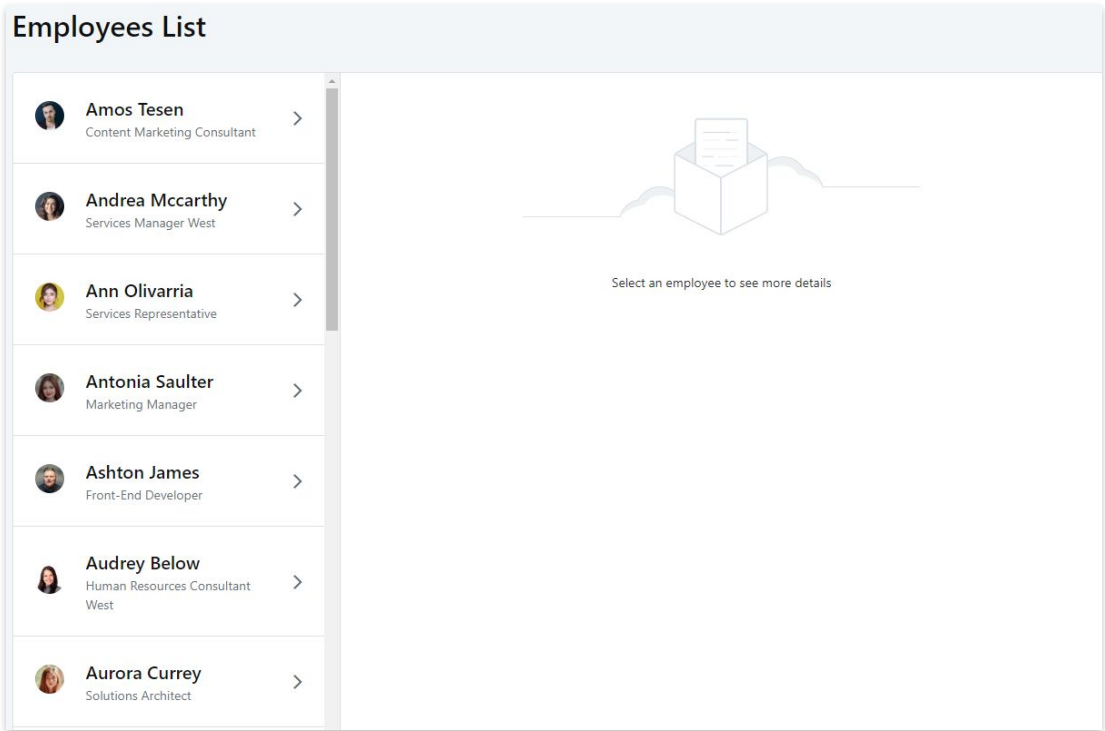 Employees List
Amos Tesen
Content Marketing Consultant
Andrea Mccarthy
Services Manager West
Ann Olivarria
Services Representative
Antonia Saulter
Marketing Manager
Ashton James
Front-End Developer
Audrey Below
Human Resources Consultant
West
Aurora Currey
Solutions Architect
Select an employee to see more details